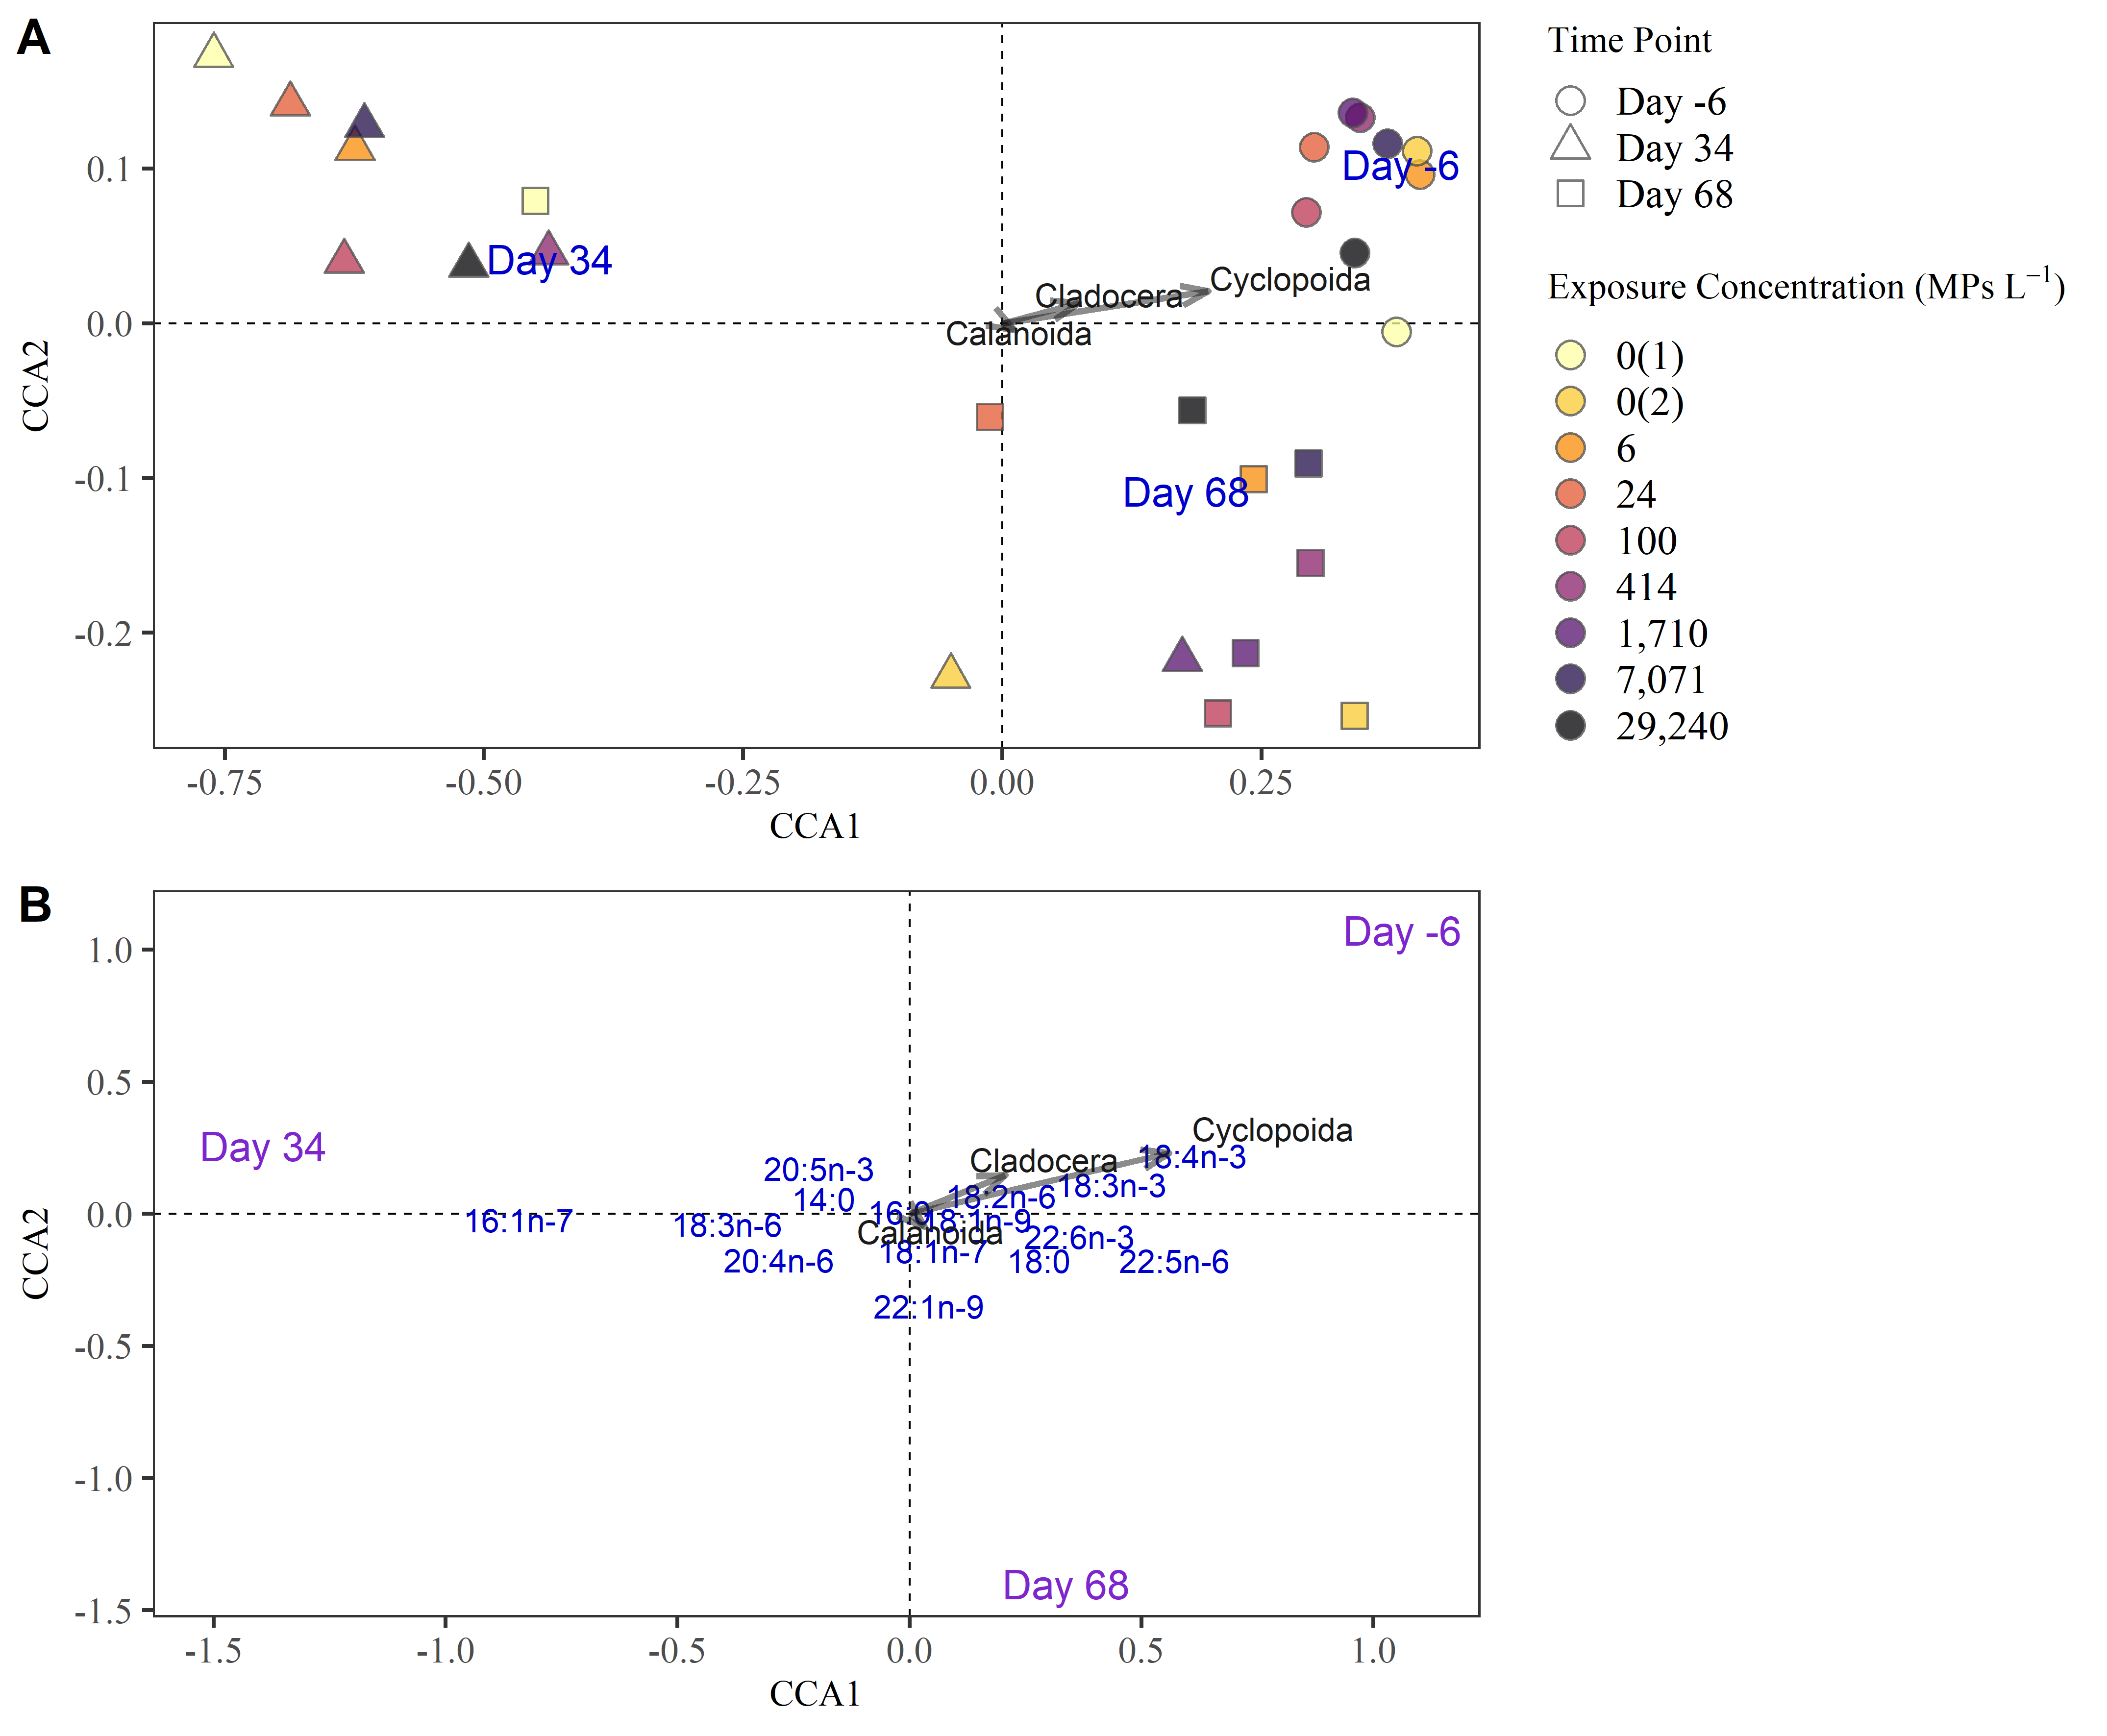 A
Time Point
Day -6
Day 34
Day 68
Exposure Concentration (MPs L−1)
0(1)
0(2)
6
24
100
414
1,710
7,071
29,240
CCA2
0.1
0.0
-0.1
-0.2
Day -6
Day 34
Cyclopoida
Cladocera
Calanoida
Day 68
-0.75
-0.50
-0.25
0.00
0.25
CCA1
B
CCA2
1.0
0.5
0.0
-0.5
-1.0
-1.5
Day -6
Day 34
Cyclopoida
Cladocera
18:4n-3
20:5n-3
18:3n-3
14:0
18:2n-6
16:0
16:1n-7
18:3n-6
18:1n-9
Calanoida
22:6n-3
18:1n-7
20:4n-6
18:0
22:5n-6
22:1n-9
Day 68
-1.5
-1.0
-0.5
0.0
0.5
1.0
CCA1